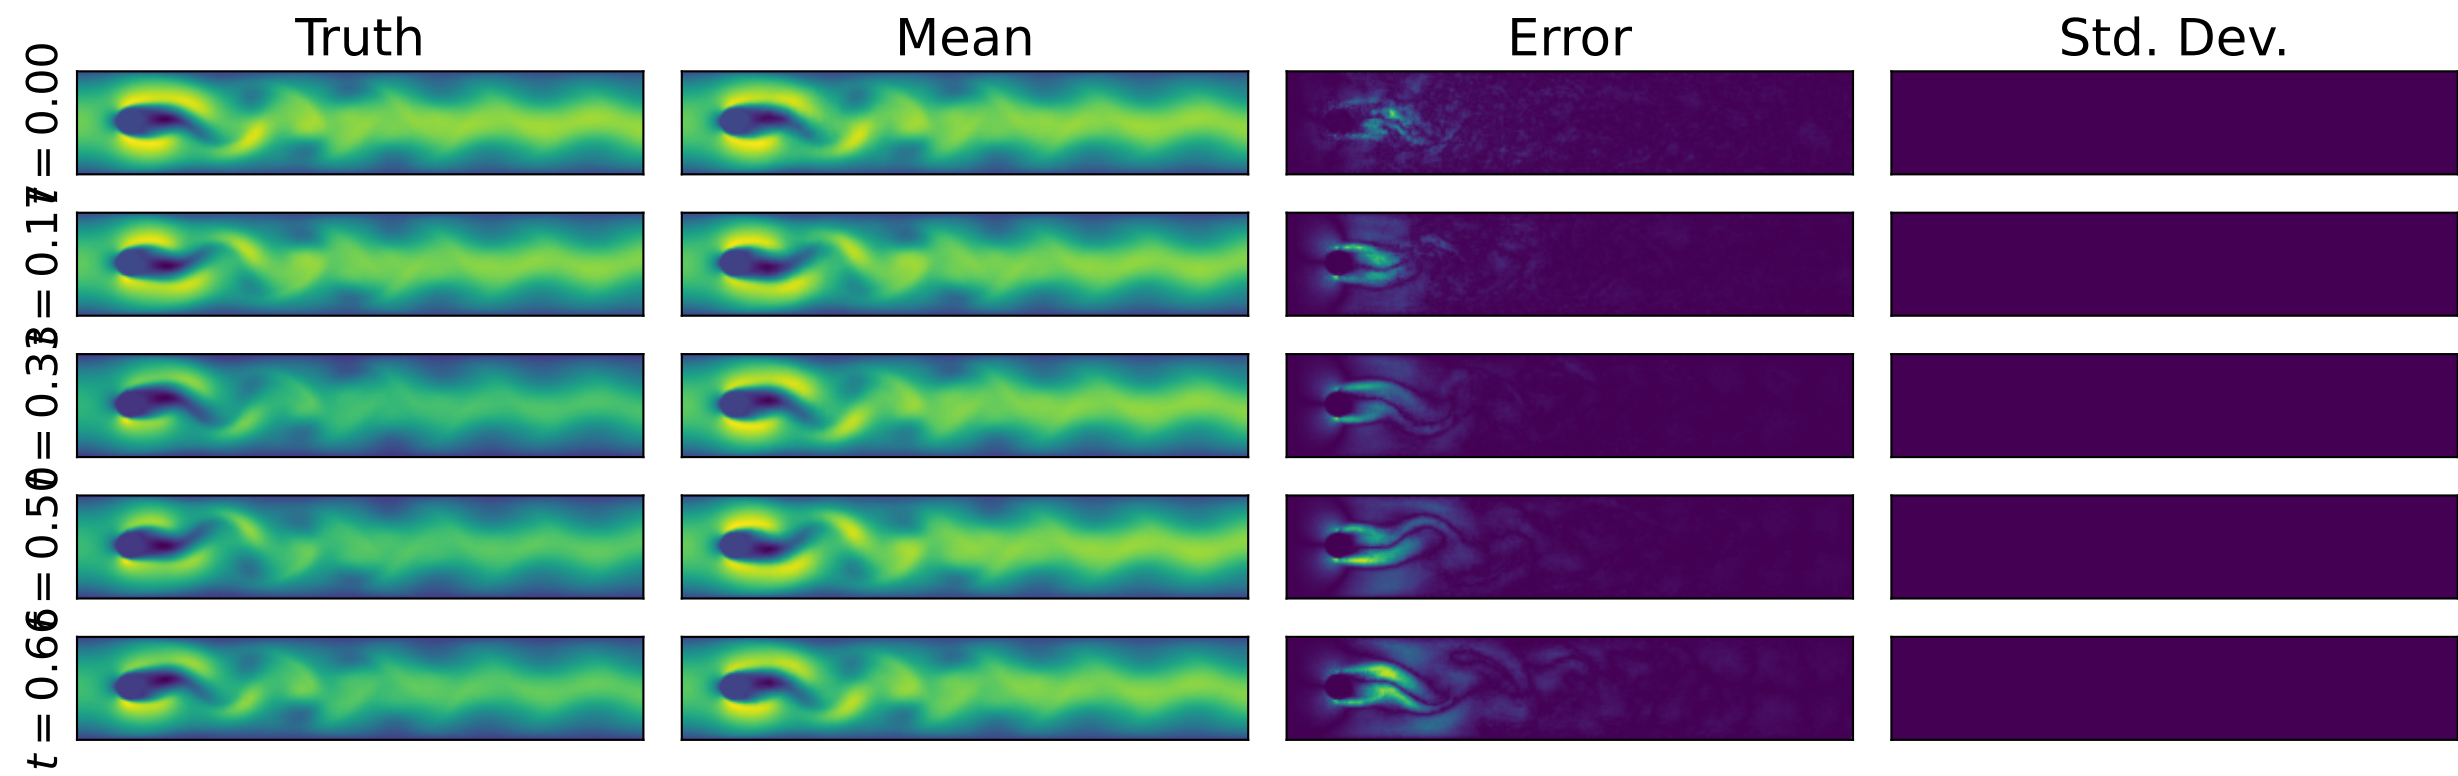 Truth Mean Error Std. Dev.
t = 0.00
t = 0.17
t = 0.33
t = 0.50
t = 0.66